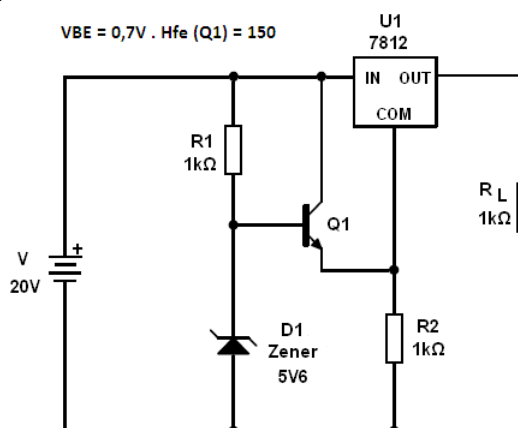 VBE = 0,7V . Hfe (Q1) = 150
U1
7812
IN OUT
COM
R1
1kΩ
Q1
R L
1kΩ
V
+
20V
D1
Zener
5V6
R2
1kΩ